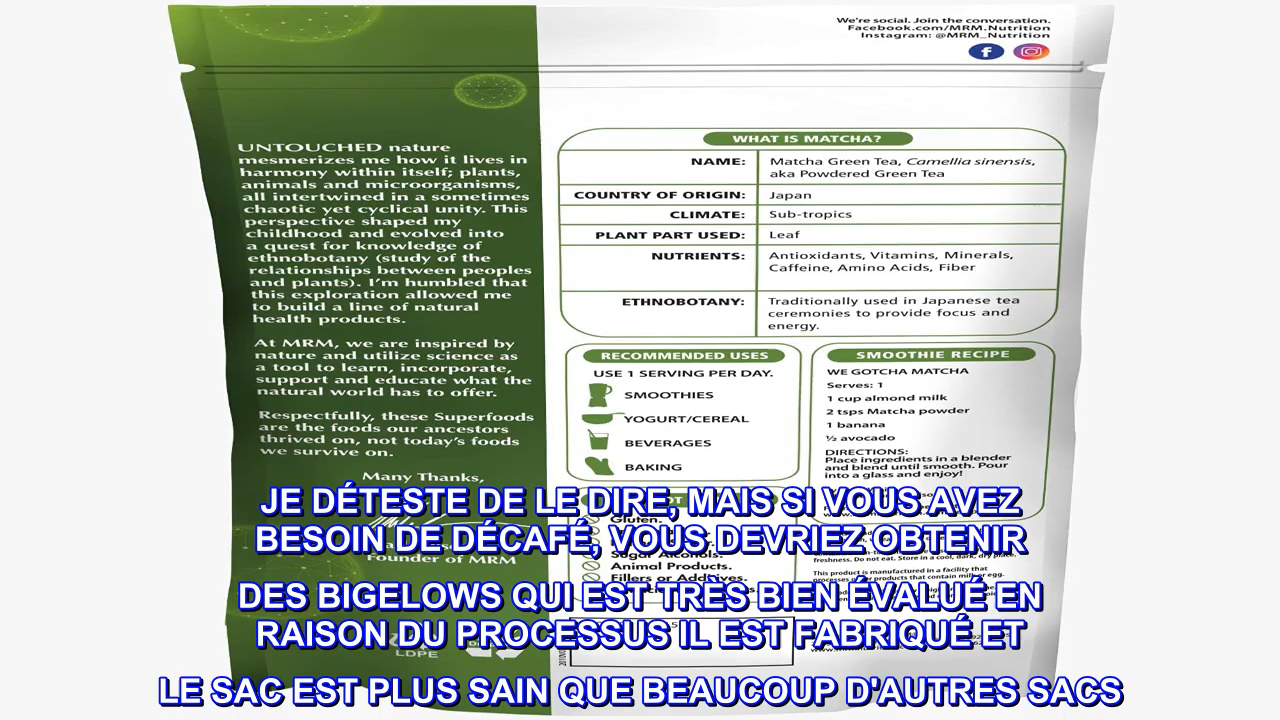 We're social. Join the conversation.
Facebook.com/MRM.Nutrition
Instagram: @MRM_Nutrition
UNTOUCHED nature
mesmerizes me how it lives in
harmony within itself; plants,
animals and microorganisms,
all intertwined in a sometimes
chaotic yet cyclical unity. This
perspective shaped my
childhood and evolved into
a quest for knowledge of
ethnobotany (study of the
relationships between peoples
and plants). I'm humbled that
this exploration allowed me
to build a line of natural
health products.
At MRM, we are inspired by
nature and utilize science as
a tool to learn, incorporate,
support and educate what the
natural world has to offer.
Respectfully, these Superfoods
are the foods our ancestors
thrived on, not today's foods
we survive on.
Many Thanks,
Founder of MRM
LDPE
WHAT IS MATCHA?
NAME: Matcha Green Tea, Camellia sinensis,
aka Powdered Green Tea
COUNTRY OF ORIGIN: Japan
CLIMATE: Sub-tropics
PLANT PART USED: Leaf
NUTRIENTS: Antioxidants, Vitamins, Minerals,
Caffeine, Amino Acids, Fiber
ETHNOBOTANY: Traditionally used in Japanese tea
ceremonies to provide focus and
energy.
RECOMMENDED USES
USE 1 SERVING PER DAY.
SMOOTHIES
YOGURT/CEREAL
BEVERAGES
BAKING
SMOOTHIE RECIPE
WE GOTCHA MATCHA
Serves: 1
1 cup almond milk
2 tsps Matcha powder
1 banana
½ avocado
DIRECTIONS:
Place ingredients in a blender
and blend until smooth. Pour
into a glass and enjoy!
Gluten.
Sugar Alcohols.
Animal Products.
Fillers or Additives.
freshness. Do not eat. Store in a cool, dark, dry place.
This product is manufactured in a facility that
processes other products that contain milk or egg.
JE DÉTESTE DE LE DIRE, MAIS SI VOUS AVEZ
BESOIN DE DÉCAFÉ, VOUS DEVRIEZ OBTENIR
DES BIGELOWS QUI EST TRÈS BIEN ÉVALUÉ EN
RAISON DU PROCESSUS IL EST FABRIQUÉ ET
LE SAC EST PLUS SAIN QUE BEAUCOUP D'AUTRES SACS